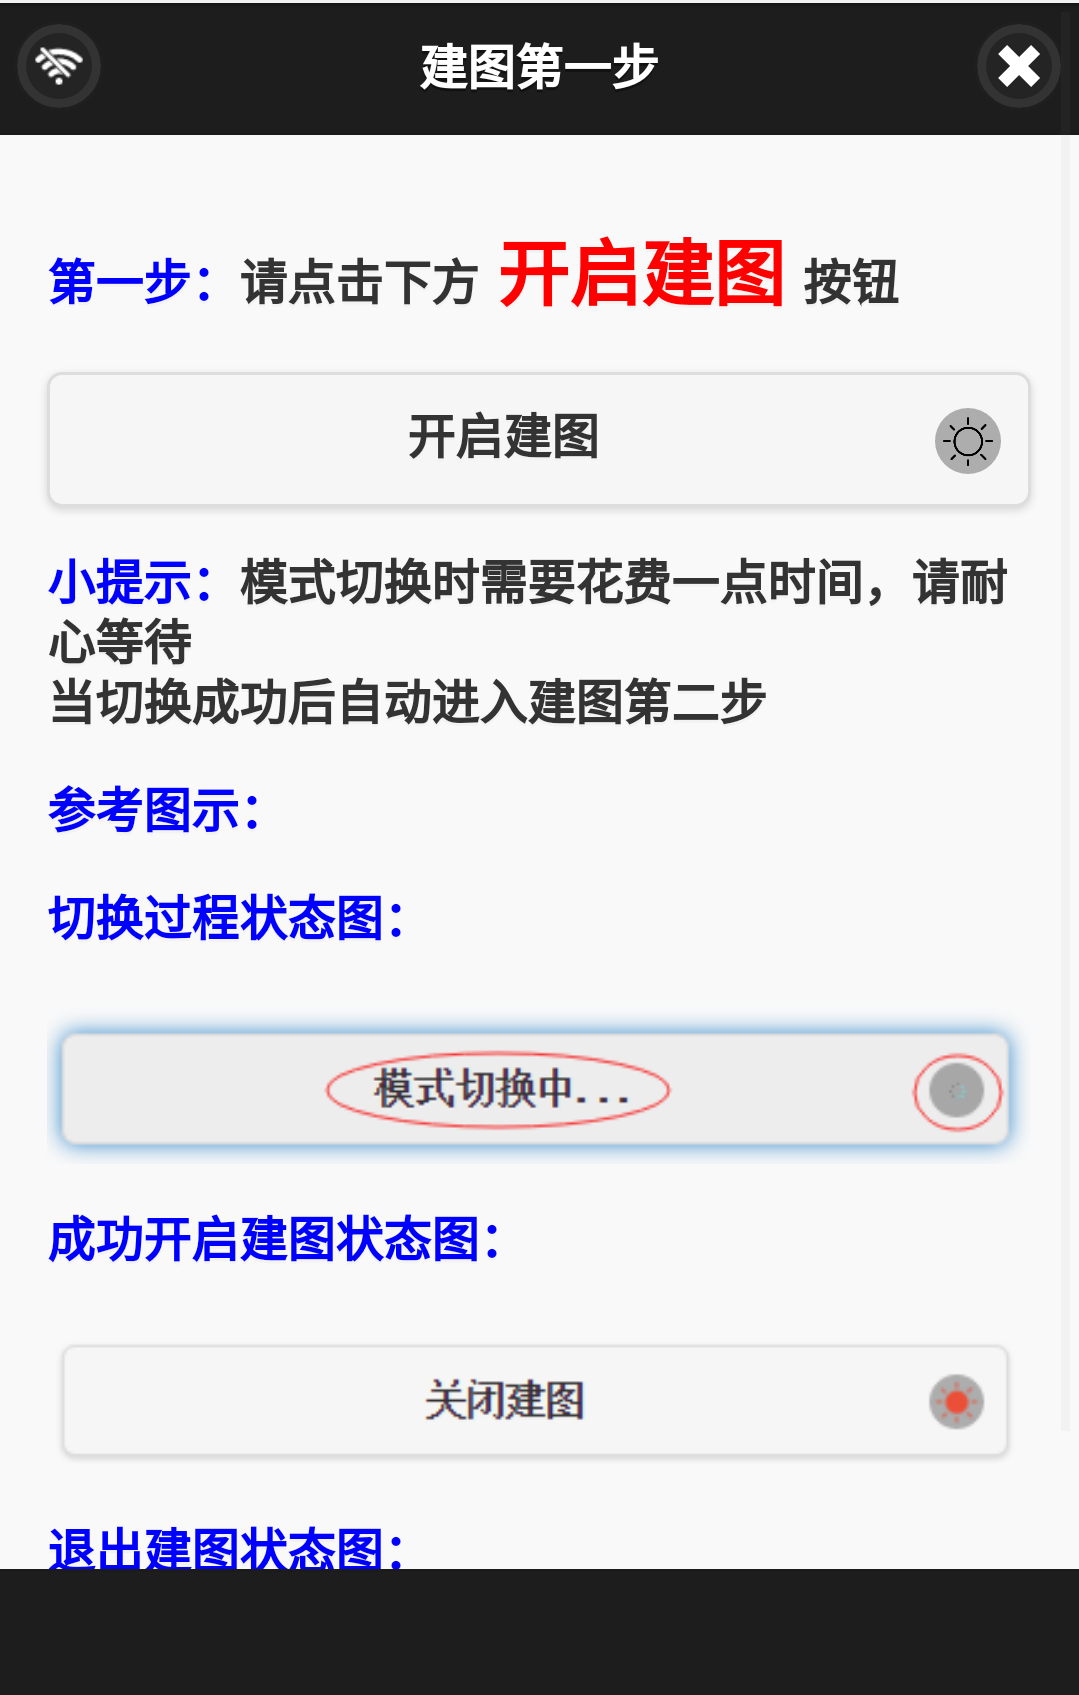 建图第一步
第一步：请点击下方 开启建图 按钮
开启建图
小提示：模式切换时需要花费一点时间，请耐
心等待
当切换成功后自动进入建图第二步
参考图示：
切换过程状态图：
模式切换中...
成功开启建图状态图：
关闭建图
退出建图状态图：